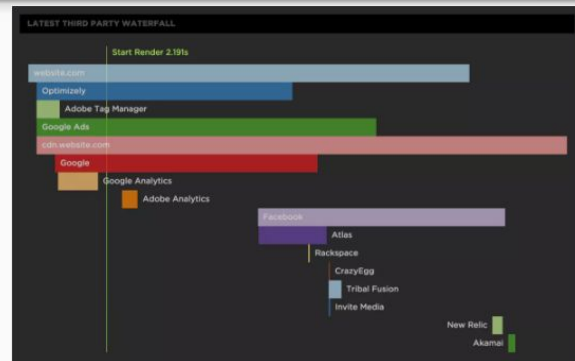 LATEST THIRD PARTY WATERFALL
Start Render 2.191s
website.com
Optimizely
Adobe Tag Manager
Google Ads
cdn.website.com
Google
Google Analytics
Adobe Analytics
Facebook
Atlas
Rackspace
CrazyEgg
Tribal Fusion
Invite Media
New Relic
Akamai